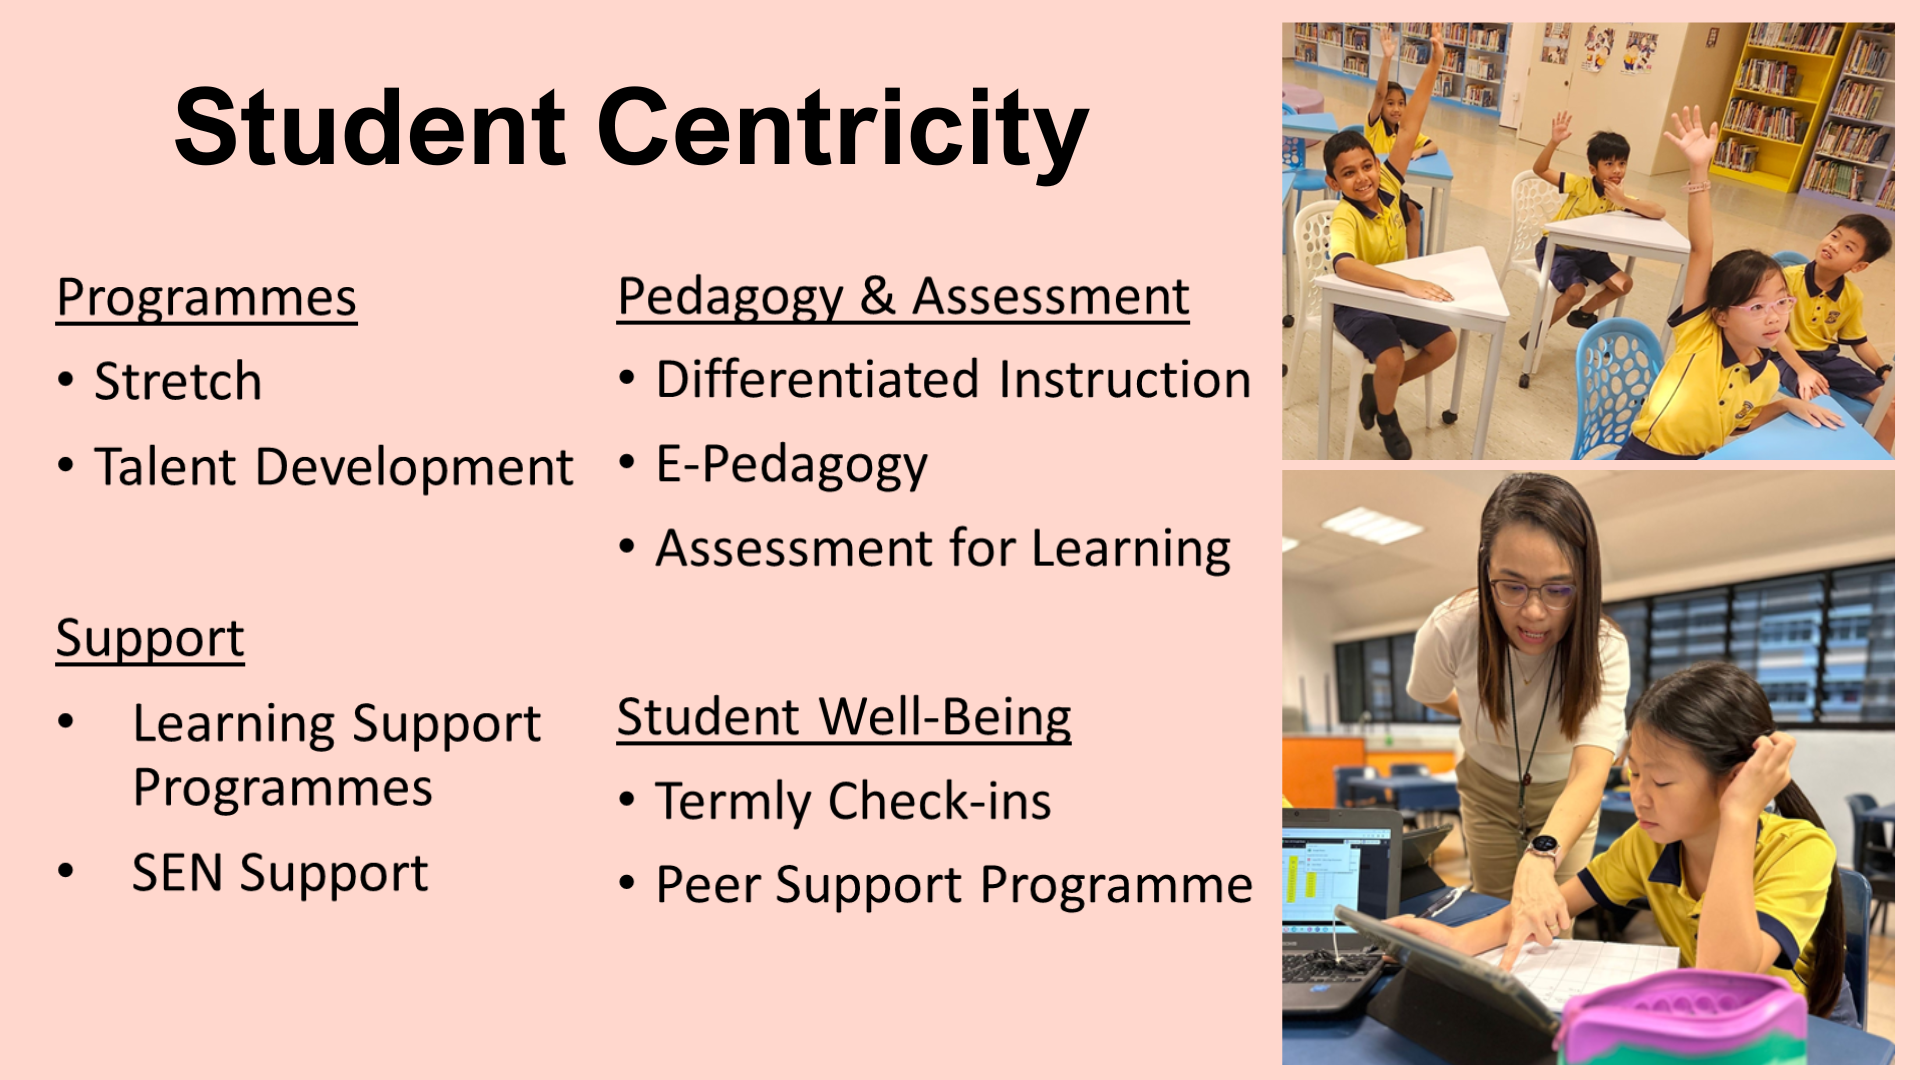 Student Centricity
Programmes
• Stretch
• Talent Development
Support
• Learning Support
Programmes
• SEN Support
Pedagogy & Assessment
• Differentiated Instruction
• E-Pedagogy
• Assessment for Learning
Student Well-Being
• Termly Check-ins
• Peer Support Programme